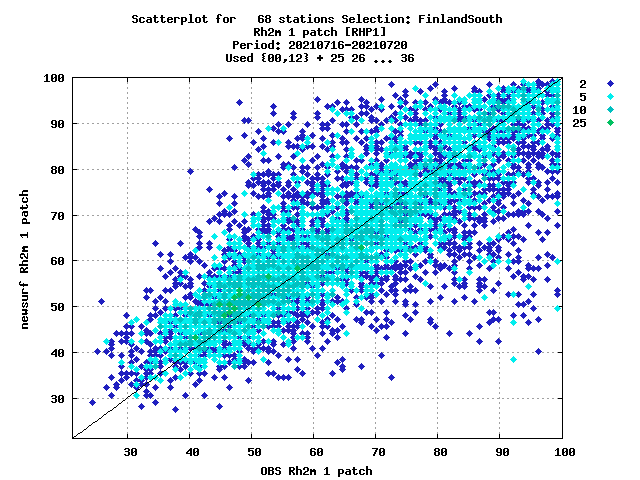 Scatterplot for   68 stations Selection: FinlandSouth
Rh2m 1 patch [RHP1]
Period: 20210716-20210720
Used {00,12} + 25 26 ... 36
2
5
10
25
100
90
80
70
60
50
40
30
newsurf Rh2m 1 patch
30 40 50 60 70 80 90 100
OBS Rh2m 1 patch